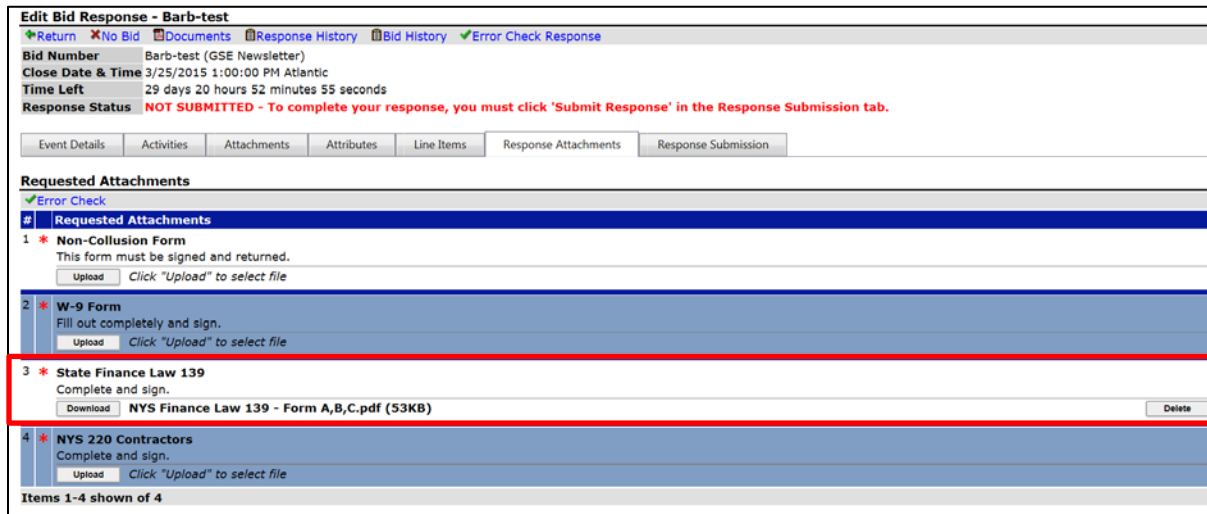 Edit Bid Response - Barb-test
Return No Bid Documents Response History Bid History Error Check Response
Bid Number Barb-test (GSE Newsletter)
Close Date & Time 3/25/2015 1:00:00 PM Atlantic
Time Left 29 days 20 hours 52 minutes 55 seconds
Response Status NOT SUBMITTED - To complete your response, you must click 'Submit Response' in the Response Submission tab.
Event Details Activities Attachments Attributes Line Items Response Attachments Response Submission
Requested Attachments
Error Check
# Requested Attachments
1 * Non-Collusion Form
This form must be signed and returned.
Upload Click "Upload" to select file
2 * W-9 Form
Fill out completely and sign.
Upload Click "Upload" to select file
3 * State Finance Law 139
Complete and sign.
Download NYS Finance Law 139 - Form A,B,C.pdf (53KB) Delete
4 * NYS 220 Contractors
Complete and sign.
Upload Click "Upload" to select file
Items 1-4 shown of 4